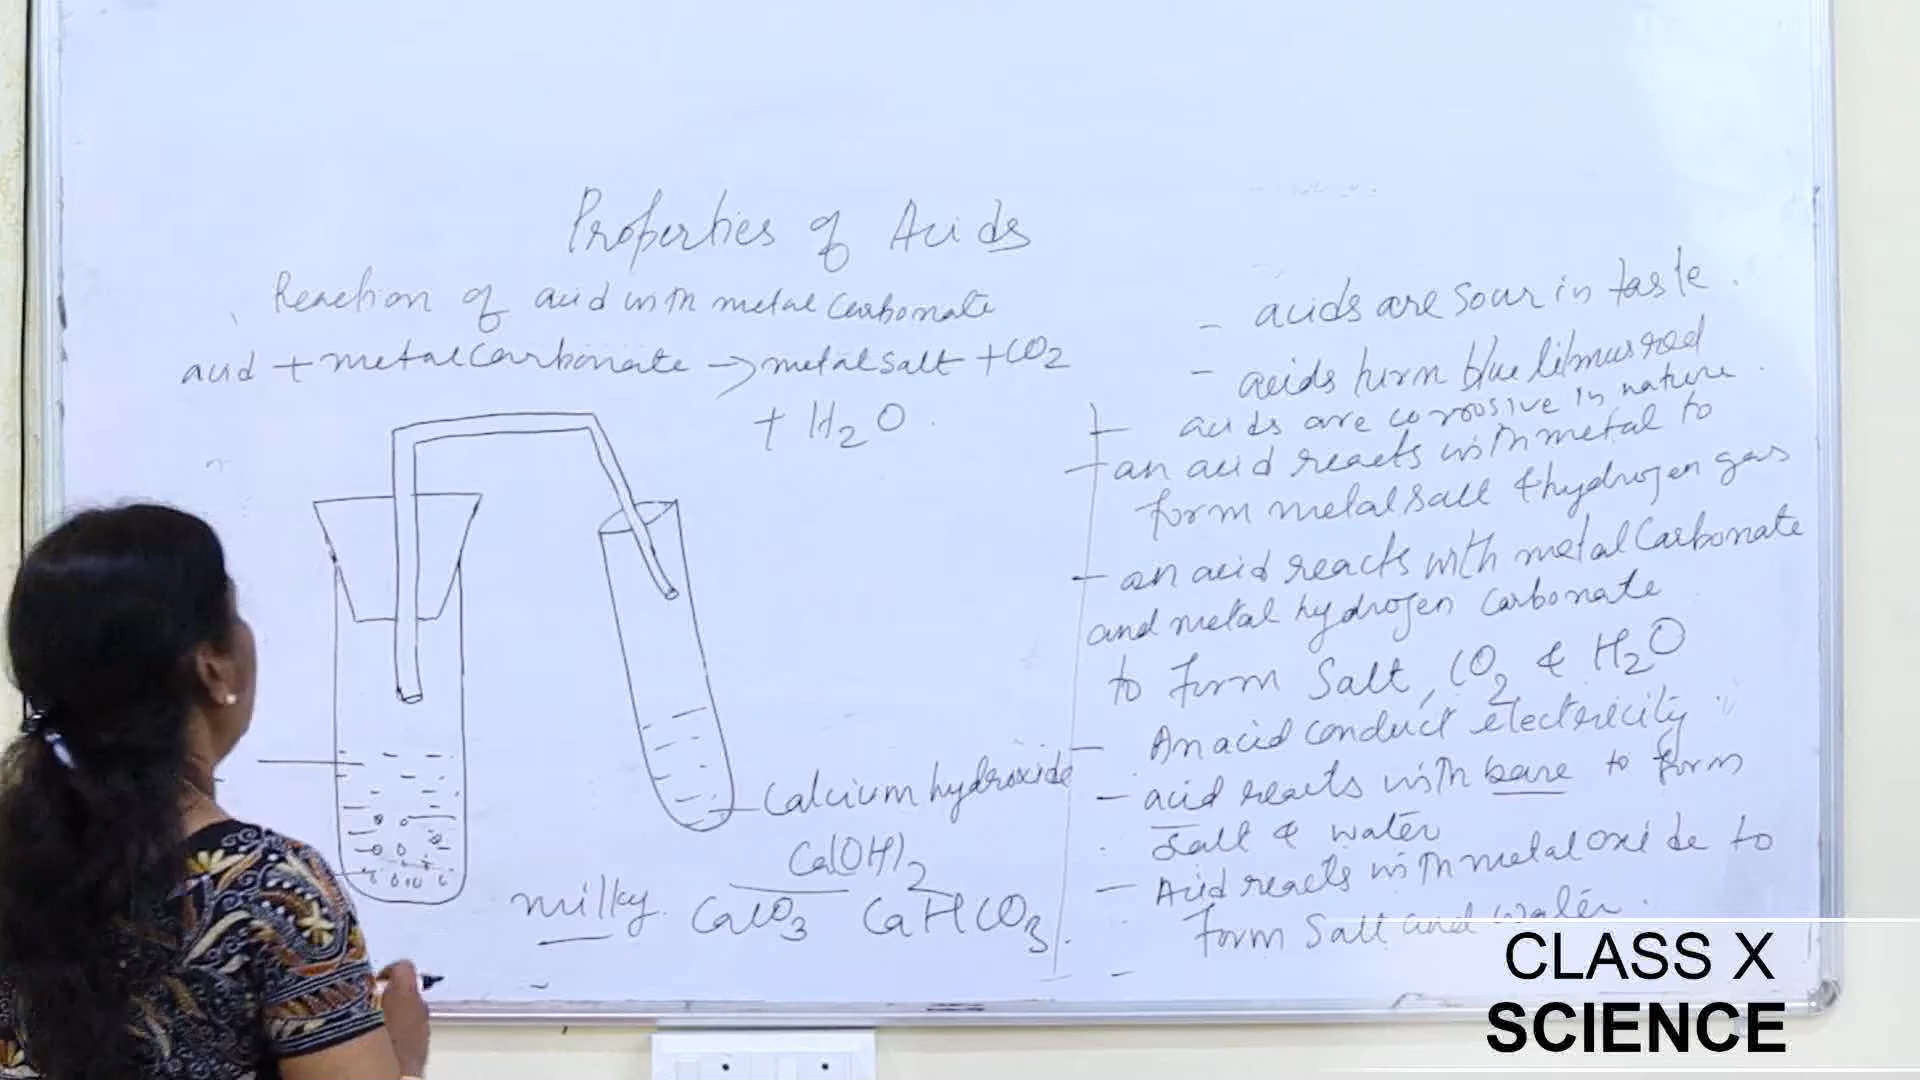 Properties of Acids
Reaction of acid with metal carbonate
acid + metal carbonate → metal salt + CO2
+ H2O.
Calcium hydroxide
Ca(OH)2
milky. CaCO3 CaHCO3
- acids are sour in taste.
- acids turn blue litmus red
- acids are corrosive in nature.
- an acid reacts with metal to
form metal salt & hydrogen gas
- an acid reacts with metal Carbonate
and metal hydrogen carbonate
to form Salt, CO2 & H2O
- An acid conduct electricity
- acid reacts with base to form
Salt & water
- Acid reacts with metal oxide to
form Salt and water.
CLASS X
SCIENCE